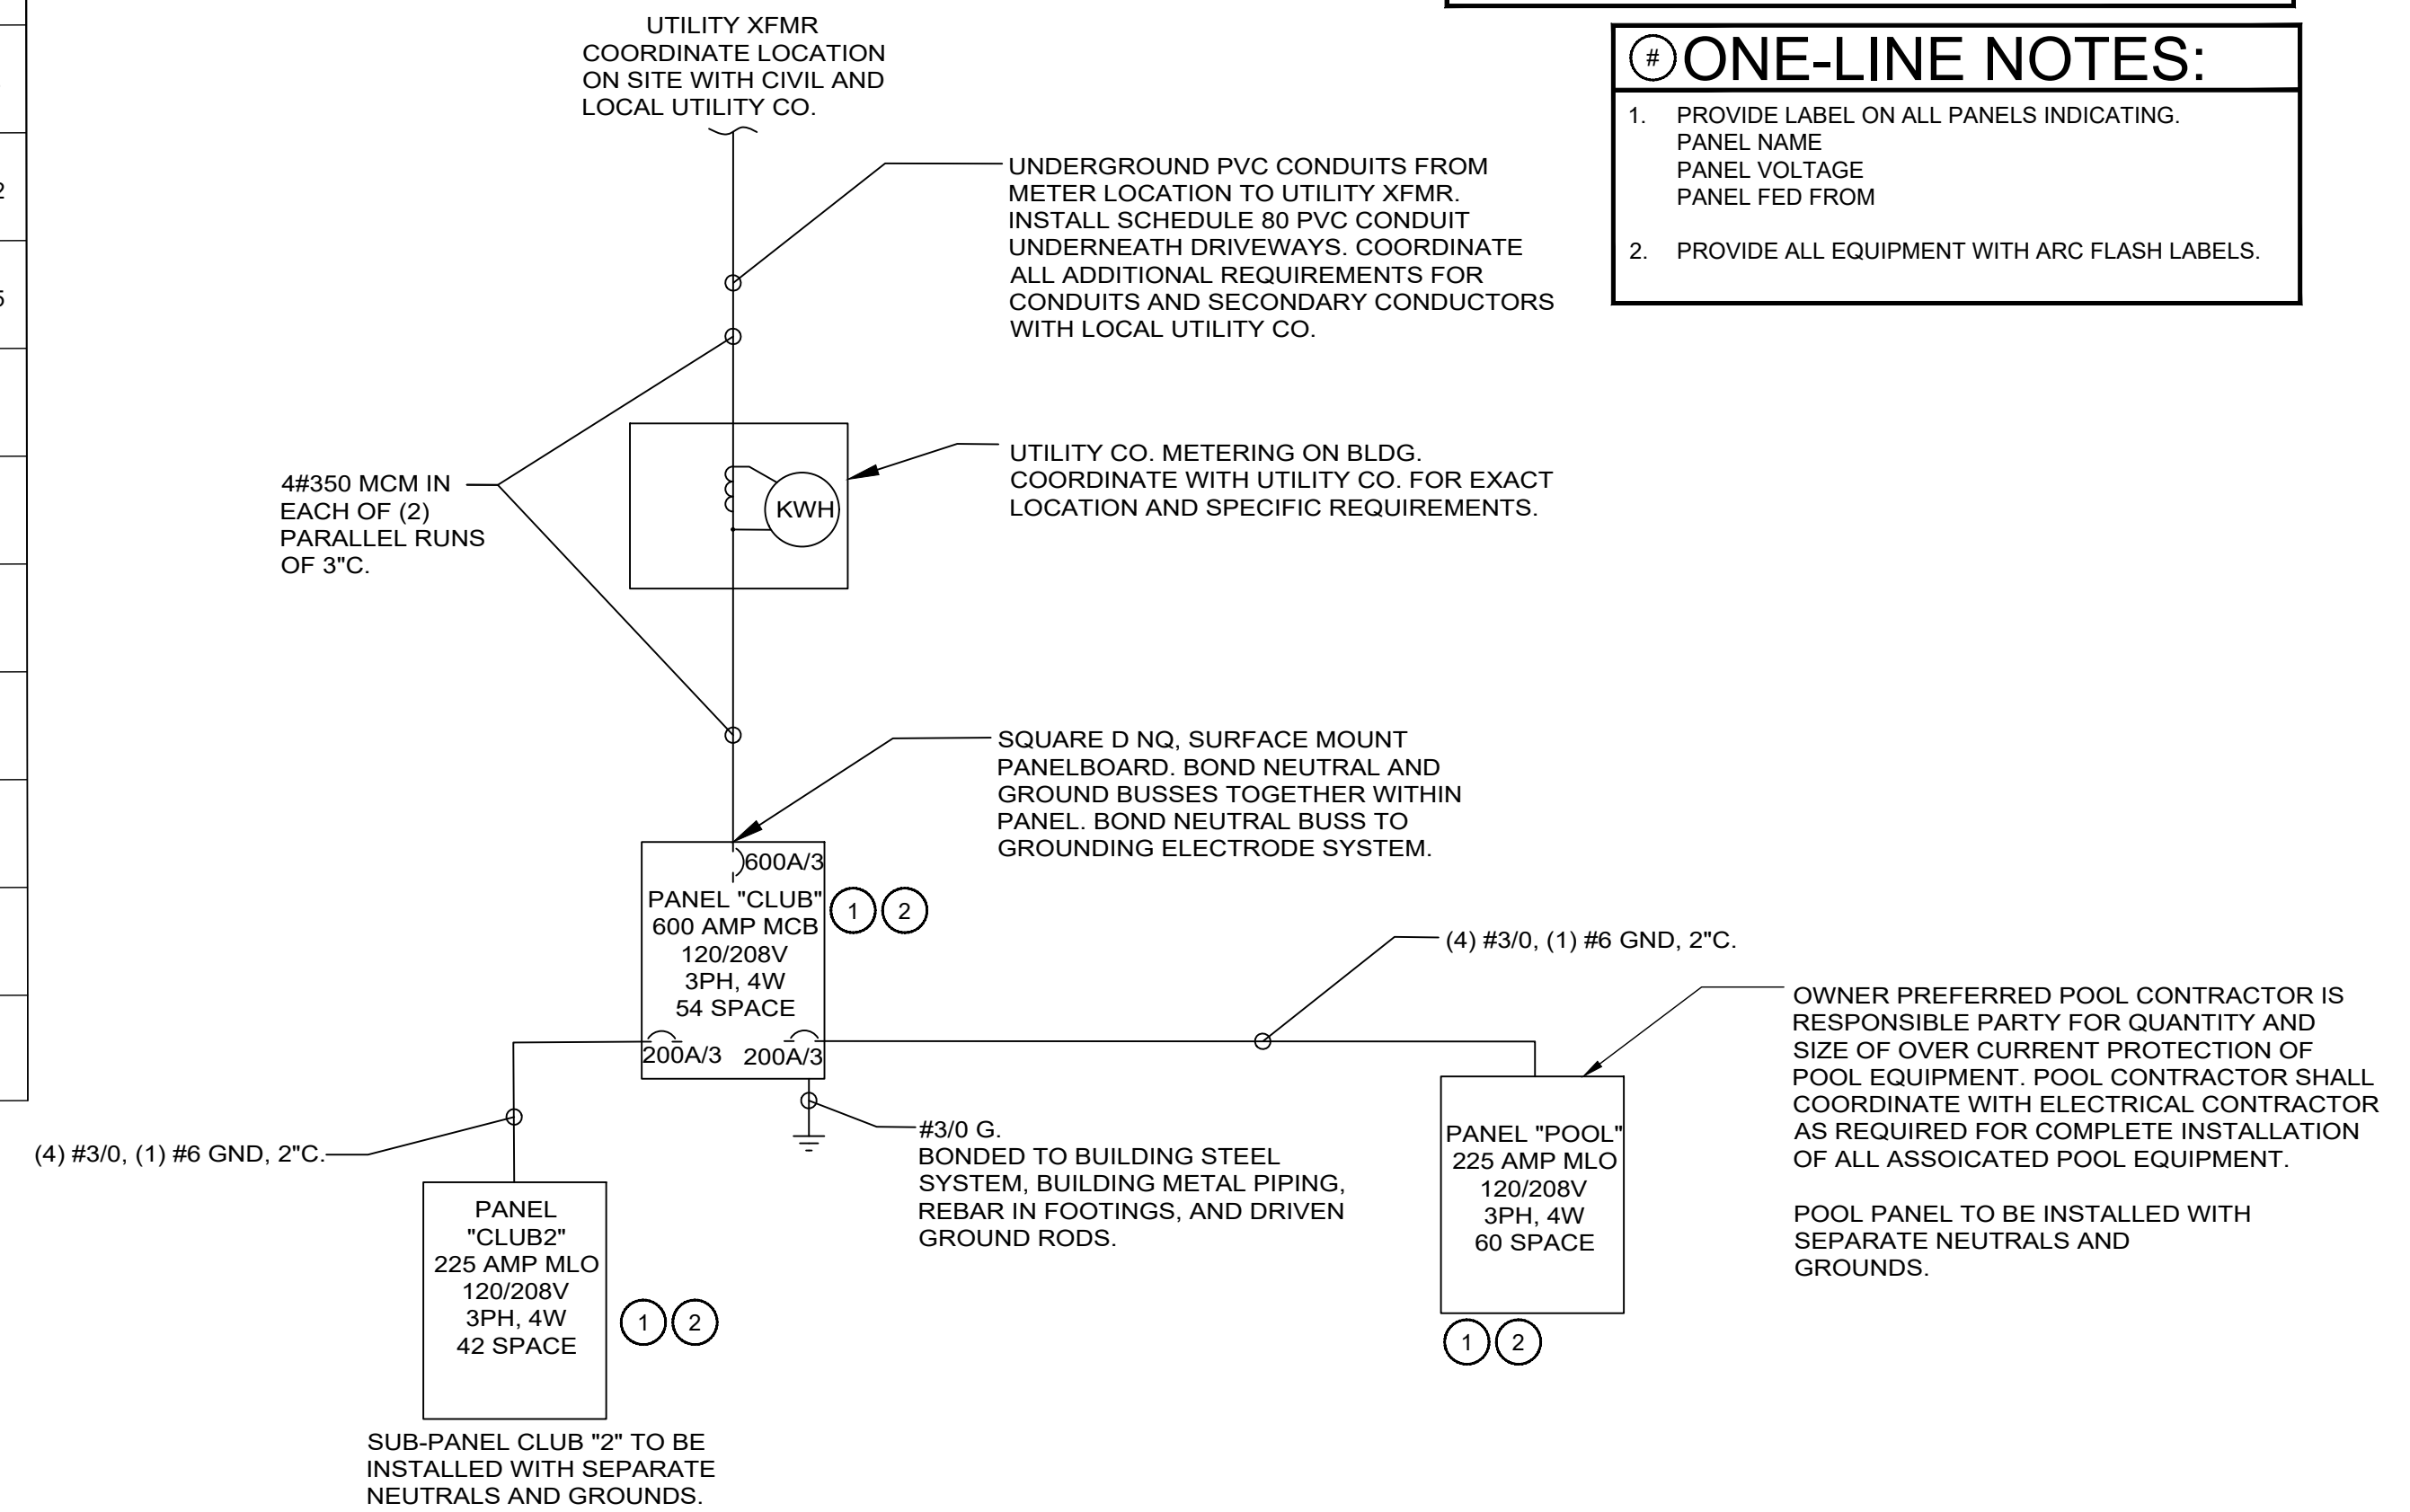 UTILITY XFMR
COORDINATE LOCATION
ON SITE WITH CIVIL AND
LOCAL UTILITY CO.
# ONE-LINE NOTES:
1. PROVIDE LABEL ON ALL PANELS INDICATING.
PANEL NAME
PANEL VOLTAGE
PANEL FED FROM
2. PROVIDE ALL EQUIPMENT WITH ARC FLASH LABELS.
UNDERGROUND PVC CONDUITS FROM
METER LOCATION TO UTILITY XFMR.
INSTALL SCHEDULE 80 PVC CONDUIT
UNDERNEATH DRIVEWAYS. COORDINATE
ALL ADDITIONAL REQUIREMENTS FOR
CONDUITS AND SECONDARY CONDUCTORS
WITH LOCAL UTILITY CO.
2
5
4#350 MCM IN
EACH OF (2)
PARALLEL RUNS
OF 3"C.
KWH
UTILITY CO. METERING ON BLDG.
COORDINATE WITH UTILITY CO. FOR EXACT
LOCATION AND SPECIFIC REQUIREMENTS.
SQUARE D NQ, SURFACE MOUNT
PANELBOARD. BOND NEUTRAL AND
GROUND BUSSES TOGETHER WITHIN
PANEL. BOND NEUTRAL BUSS TO
GROUNDING ELECTRODE SYSTEM.
600A/3
PANEL "CLUB"
600 AMP MCB
120/208V
3PH, 4W
54 SPACE
200A/3 200A/3
1 2
(4) #3/0, (1) #6 GND, 2"C.
OWNER PREFERRED POOL CONTRACTOR IS
RESPONSIBLE PARTY FOR QUANTITY AND
SIZE OF OVER CURRENT PROTECTION OF
POOL EQUIPMENT. POOL CONTRACTOR SHALL
COORDINATE WITH ELECTRICAL CONTRACTOR
AS REQUIRED FOR COMPLETE INSTALLATION
OF ALL ASSOICATED POOL EQUIPMENT.
POOL PANEL TO BE INSTALLED WITH
SEPARATE NEUTRALS AND
GROUNDS.
(4) #3/0, (1) #6 GND, 2"C.
#3/0 G.
BONDED TO BUILDING STEEL
SYSTEM, BUILDING METAL PIPING,
REBAR IN FOOTINGS, AND DRIVEN
GROUND RODS.
PANEL "POOL"
225 AMP MLO
120/208V
3PH, 4W
60 SPACE
1 2
PANEL
"CLUB2"
225 AMP MLO
120/208V
3PH, 4W
42 SPACE
1 2
SUB-PANEL CLUB "2" TO BE
INSTALLED WITH SEPARATE
NEUTRALS AND GROUNDS.